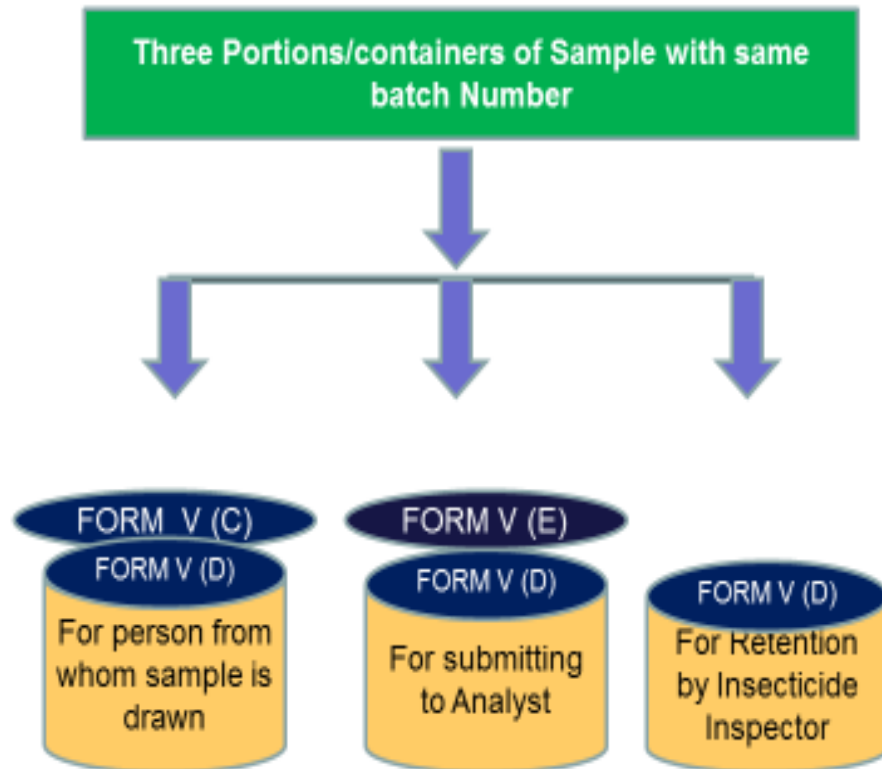 Three Portions/containers of Sample with same
batch Number
FORM V (C)
FORM V (D)
For person from
whom sample is
drawn
FORM V (E)
FORM V (D)
For submitting
to Analyst
FORM V (D)
For Retention
by Insecticide
Inspector